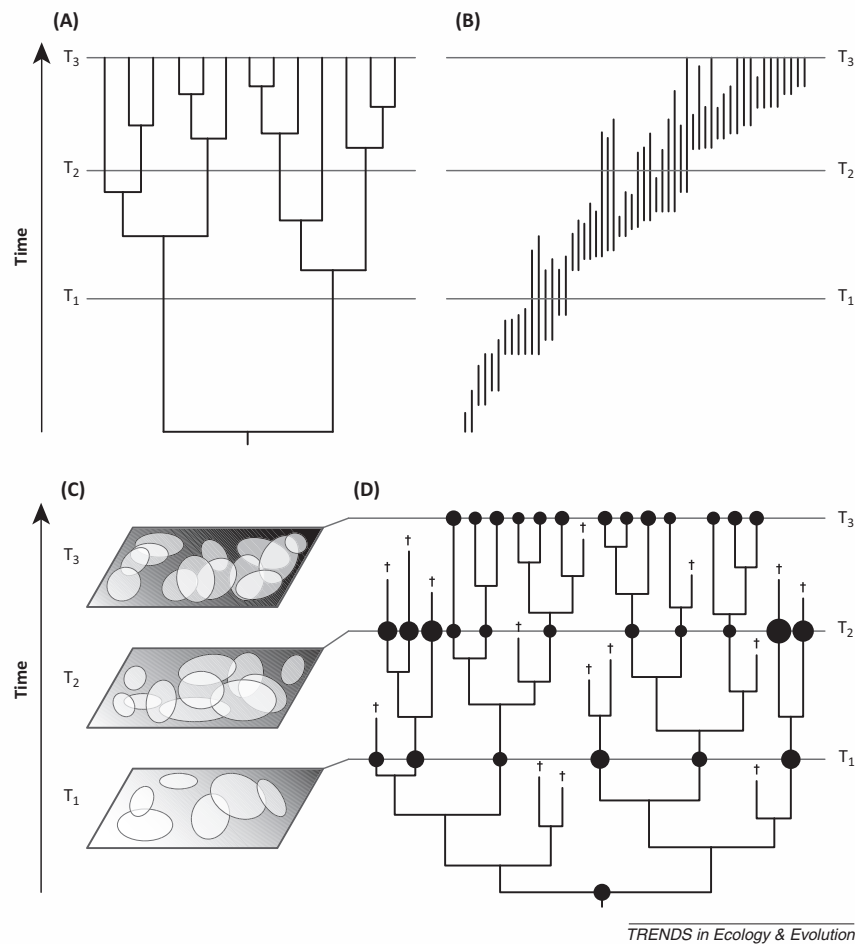 (A)
(B)
T3
T3
T2
T2
T1
T1
Time
(C)
(D)
T3
T3
†
†
†
†
†
†
T2
T2
†
†
†
†
†
†
T1
T1
†
†
†
Time
TRENDS in Ecology & Evolution